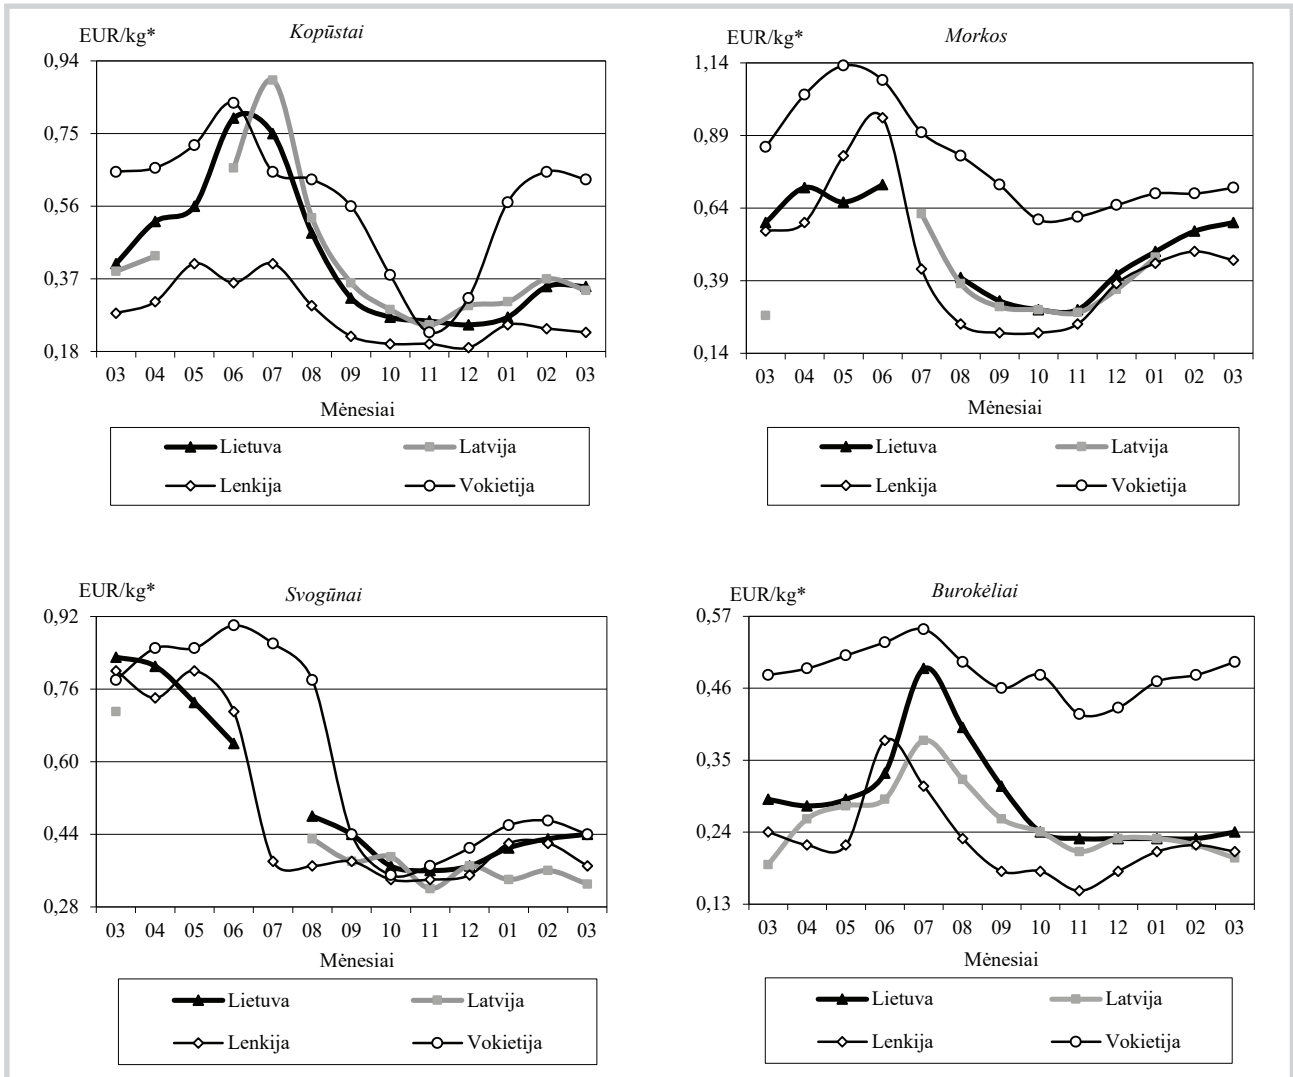 EUR/kg*
Kopūstai
0,94
0,75
0,56
0,37
0,18
03 04 05 06 07 08 09 10 11 12 01 02 03
Mėnesiai
Lietuva Latvija
Lenkija Vokietija
EUR/kg*
Morkos
1,14
0,89
0,64
0,39
0,14
03 04 05 06 07 08 09 10 11 12 01 02 03
Mėnesiai
Lietuva Latvija
Lenkija Vokietija
EUR/kg*
Svogūnai
0,92
0,76
0,60
0,44
0,28
03 04 05 06 07 08 09 10 11 12 01 02 03
Mėnesiai
Lietuva Latvija
Lenkija Vokietija
EUR/kg*
Burokėliai
0,57
0,46
0,35
0,24
0,13
03 04 05 06 07 08 09 10 11 12 01 02 03
Mėnesiai
Lietuva Latvija
Lenkija Vokietija